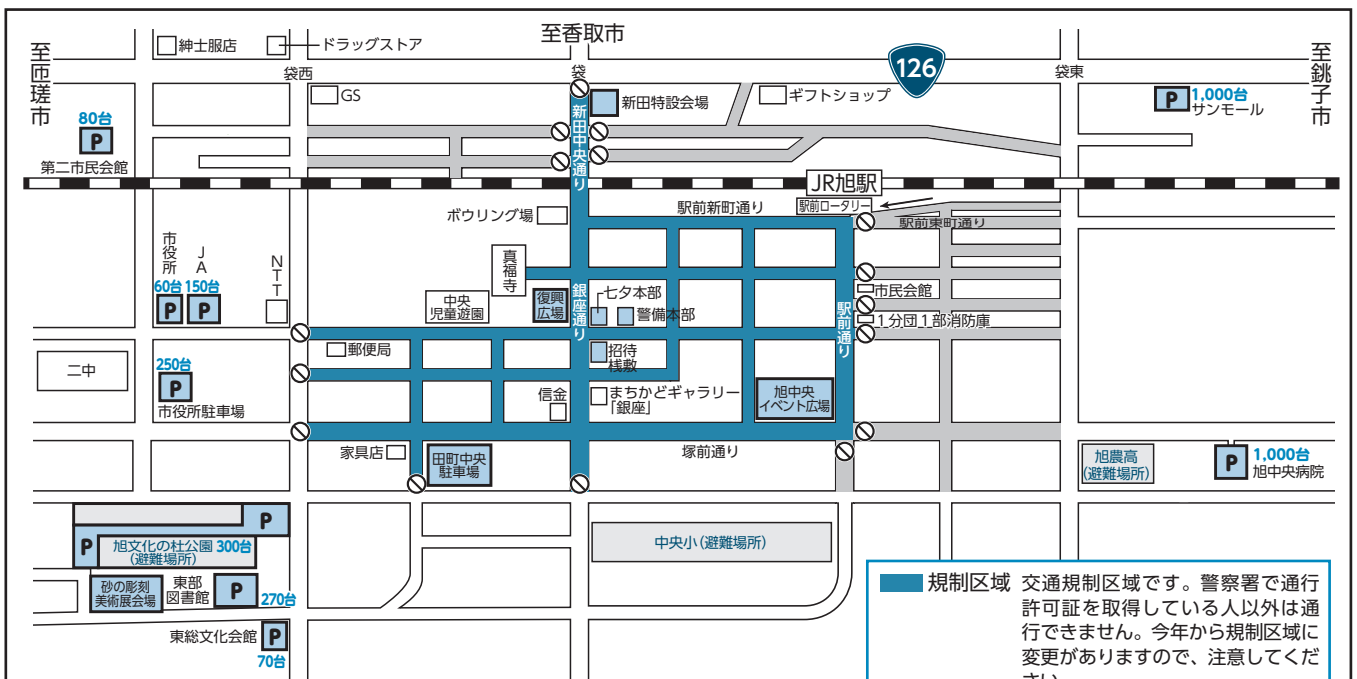 至香取市
至匝瑳市
紳士服店
ドラッグストア
袋西
袋
126
袋東
至銚子市
GS
新田特設会場
ギフトショップ
P
1,000台
サンモール
80台
P
第二市民会館
新田中央通り
JR旭駅
ボウリング場
駅前新町通り
駅前ロータリー
駅前東町通り
市役所
JA
NTT
60台
150台
P
P
真福寺
中央
児童遊園
復興
広場
銀座通り
七夕本部
警備本部
駅前通り
市民会館
1分団1部消防庫
郵便局
招待
桟敷
二中
250台
P
市役所駐車場
信金
まちかどギャラリー
「銀座」
旭中央
イベント広場
家具店
田町中央
駐車場
塚前通り
旭農高
(避難場所)
P
1,000台
旭中央病院
P
P
旭文化の杜公園 300台
(避難場所)
中央小(避難場所)
砂の彫刻
美術展会場
東部
図書館
P
270台
東総文化会館
P
70台
規制区域
交通規制区域です。警察署で通行
許可証を取得している人以外は通
行できません。今年から規制区域に
変更がありますので、注意してくだ